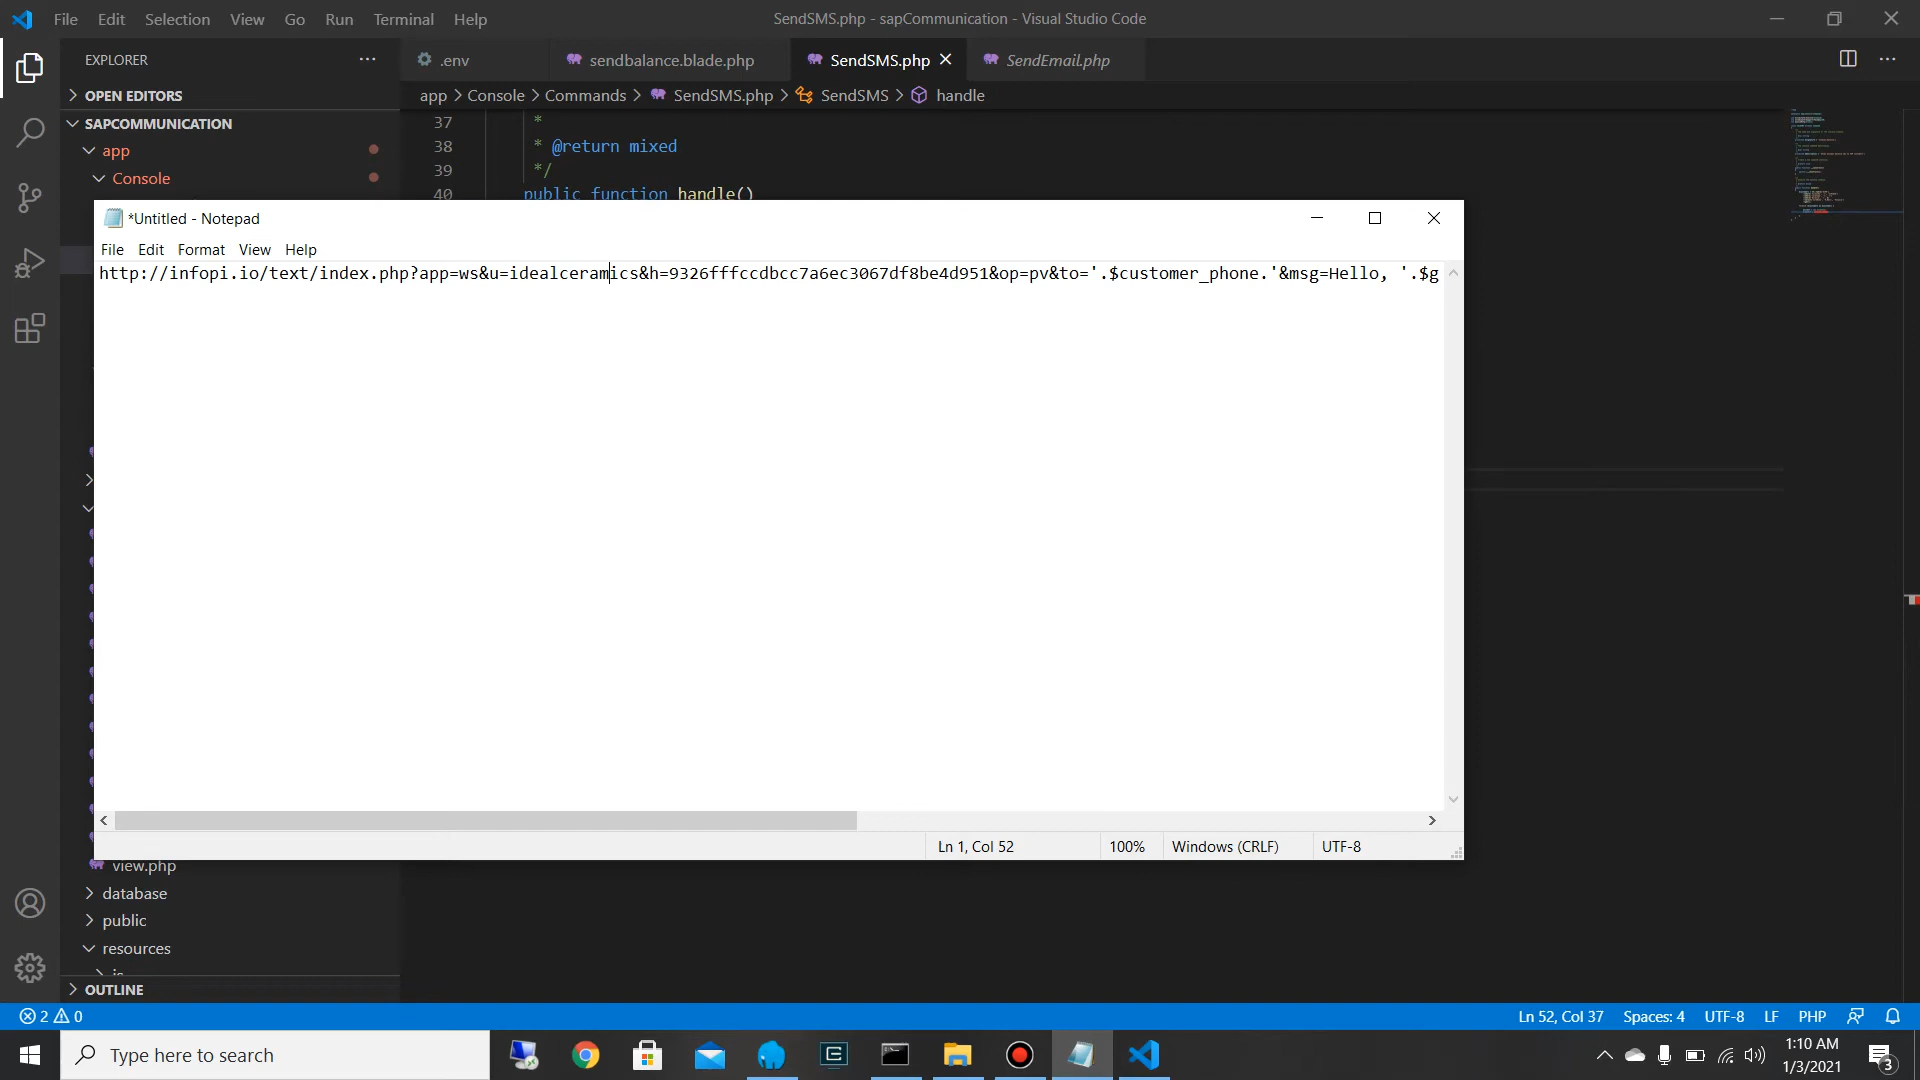 File Edit Selection View Go Run Terminal Help
SendSMS.php - sapCommunication - Visual Studio Code
EXPLORER
.env
sendbalance.blade.php
SendSMS.php
SendEmail.php
OPEN EDITORS
app > Console > Commands > SendSMS.php > SendSMS > handle
SAPCOMMUNICATION
app
Console
37 *
38 * @return mixed
39 */
40 public function handle()
*Untitled - Notepad
File Edit Format View Help
http://infopi.io/text/index.php?app=ws&u=idealceramics&h=9326fffccdbcc7a6ec3067df8be4d951&op=pv&to='.$customer_phone.'&msg=Hello, '.$g
Ln 1, Col 52
100%
Windows (CRLF)
UTF-8
view.php
database
public
resources
OUTLINE
2 0
Ln 52, Col 37 Spaces: 4 UTF-8 LF PHP
Type here to search
1:10 AM
1/3/2021
3